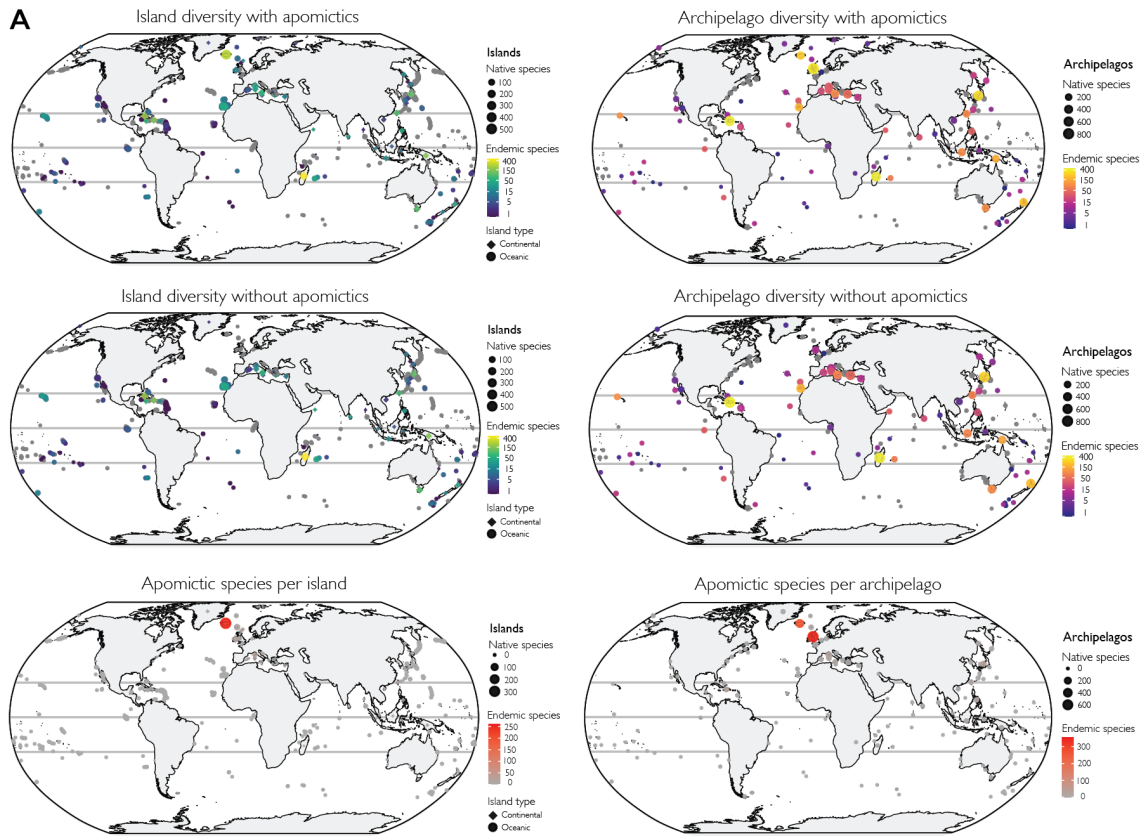 A
Island diversity with apomictics
Islands
Native species
100
200
300
400
500
Endemic species
400
150
50
15
5
1
Island type
Continental
Oceanic
Archipelago diversity with apomictics
Archipelagos
Native species
200
400
600
800
Endemic species
400
150
50
15
5
1
Island diversity without apomictics
Islands
Native species
100
200
300
400
500
Endemic species
400
150
50
15
5
1
Island type
Continental
Oceanic
Archipelago diversity without apomictics
Archipelagos
Native species
200
400
600
800
Endemic species
400
150
50
15
5
1
Apomictic species per island
Islands
Native species
0
100
200
300
Endemic species
250
200
150
100
50
0
Island type
Continental
Oceanic
Apomictic species per archipelago
Archipelagos
Native species
0
200
400
600
Endemic species
300
200
100
0